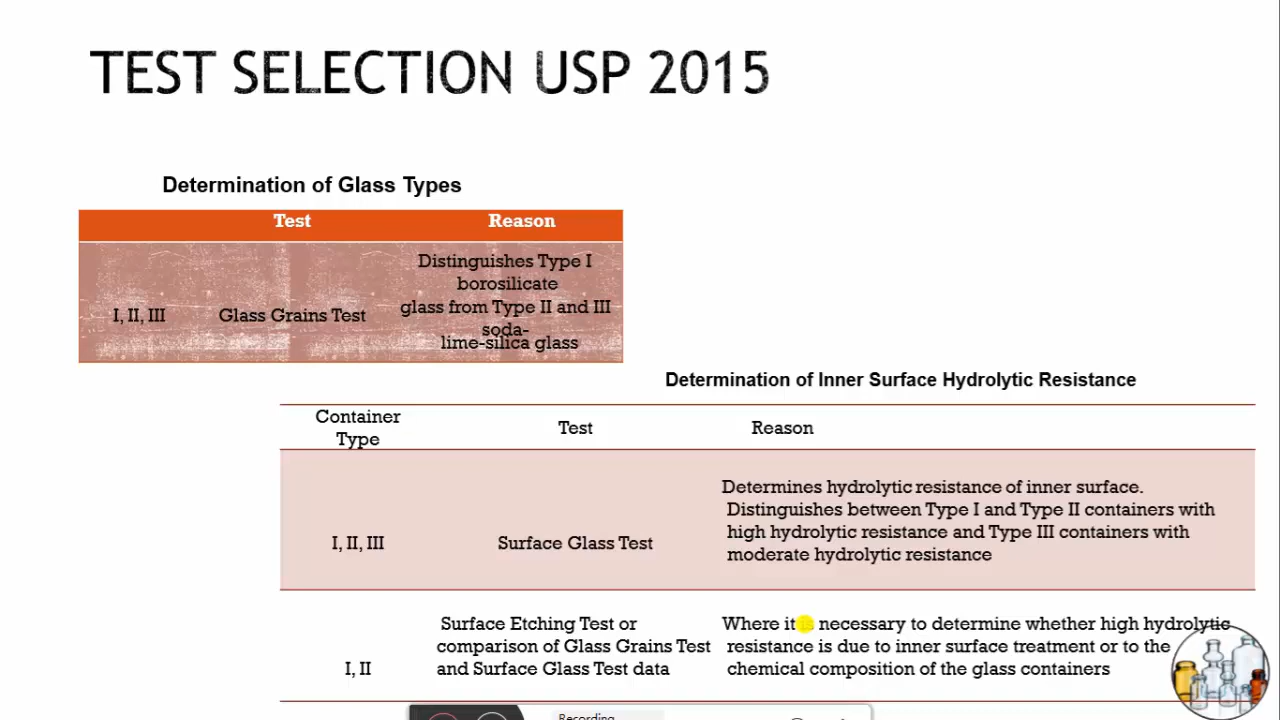 TEST SELECTION USP 2015
Determination of Glass Types
Test Reason
Distinguishes Type I
borosilicate
glass from Type II and III
soda-
lime-silica glass
I, II, III Glass Grains Test
Determination of Inner Surface Hydrolytic Resistance
Container
Type
Test Reason
Determines hydrolytic resistance of inner surface.
Distinguishes between Type I and Type II containers with
high hydrolytic resistance and Type III containers with
moderate hydrolytic resistance
I, II, III Surface Glass Test
Surface Etching Test or
comparison of Glass Grains Test
and Surface Glass Test data
Where it is necessary to determine whether high hydrolytic
resistance is due to inner surface treatment or to the
chemical composition of the glass containers
I, II
Recording